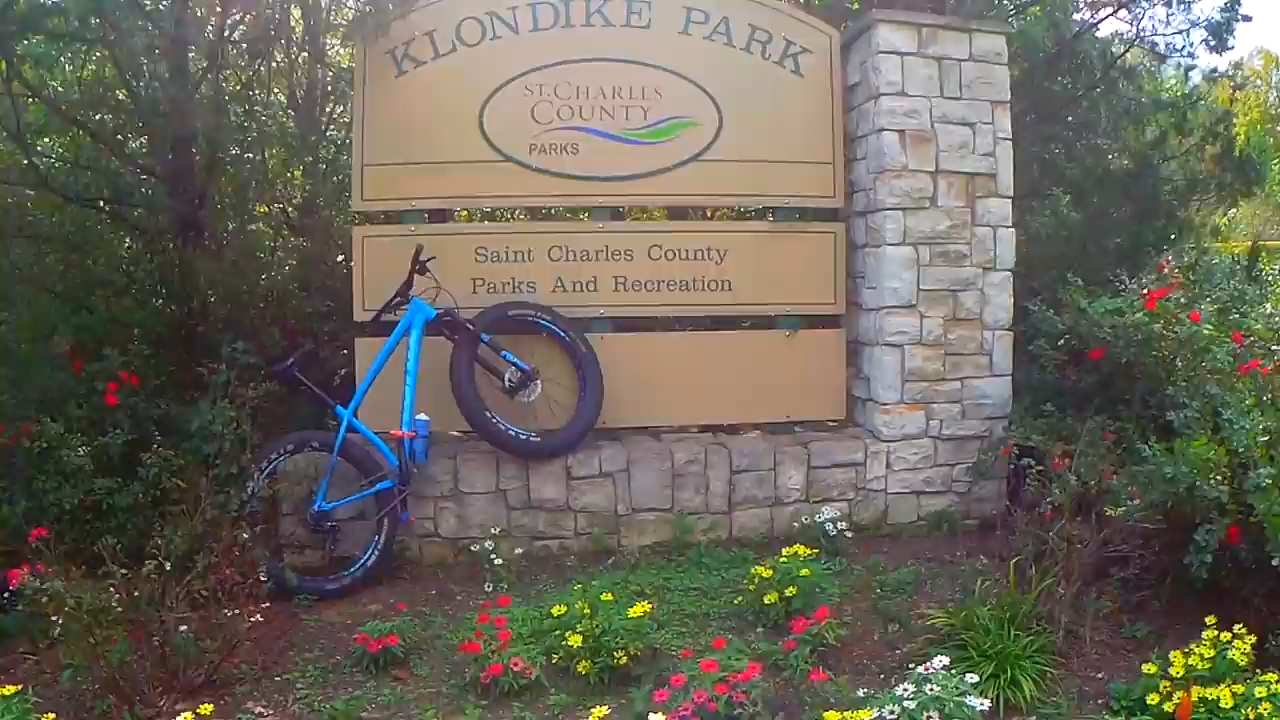 KLONDIKE PARK
ST. CHARLES
COUNTY
PARKS
Saint Charles County
Parks And Recreation